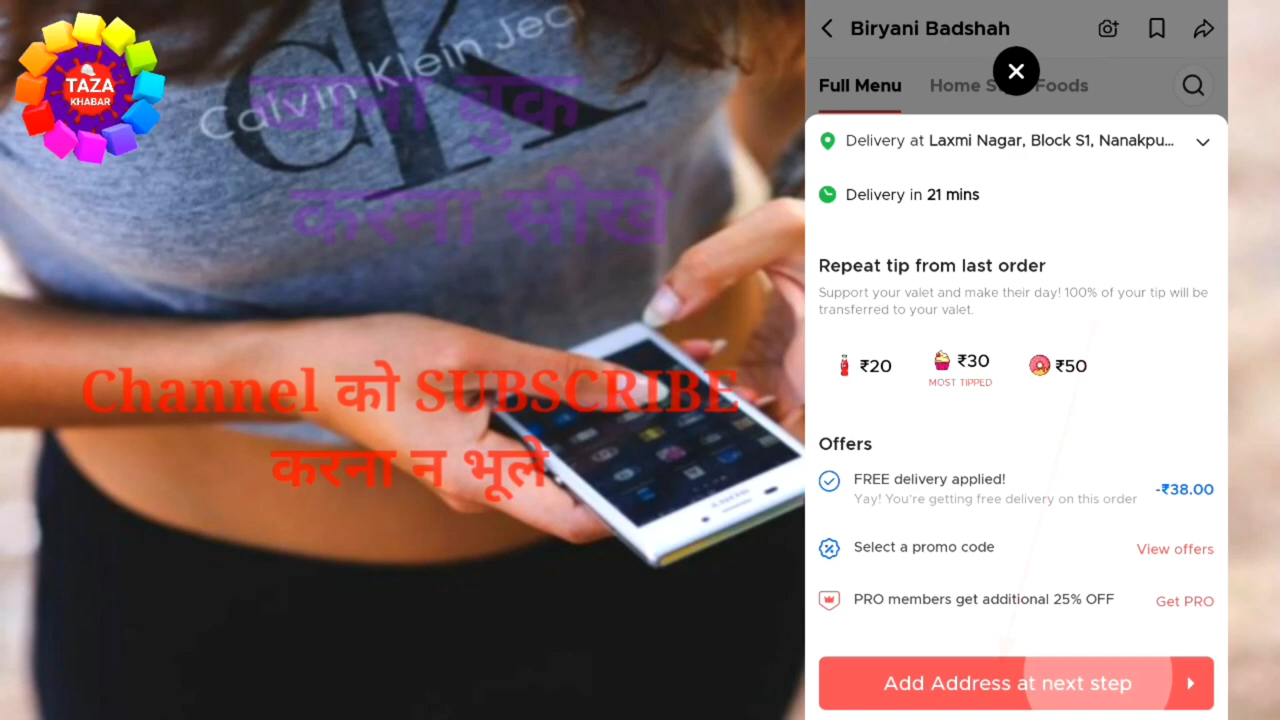 TAZA
KHABAR
Calvin Klein Jea
CK
खाना बुक
करना सीखे
Channel को SUBSCRIBE
करना न भूले
Biryani Badshah
Full Menu
Home S
Foods
Delivery at Laxmi Nagar, Block S1, Nanakpu...
Delivery in 21 mins
Repeat tip from last order
Support your valet and make their day! 100% of your tip will be
transferred to your valet.
₹20
₹30
₹50
MOST TIPPED
Offers
FREE delivery applied!
-₹38.00
Yay! You're getting free delivery on this order
Select a promo code
View offers
PRO members get additional 25% OFF
Get PRO
Add Address at next step